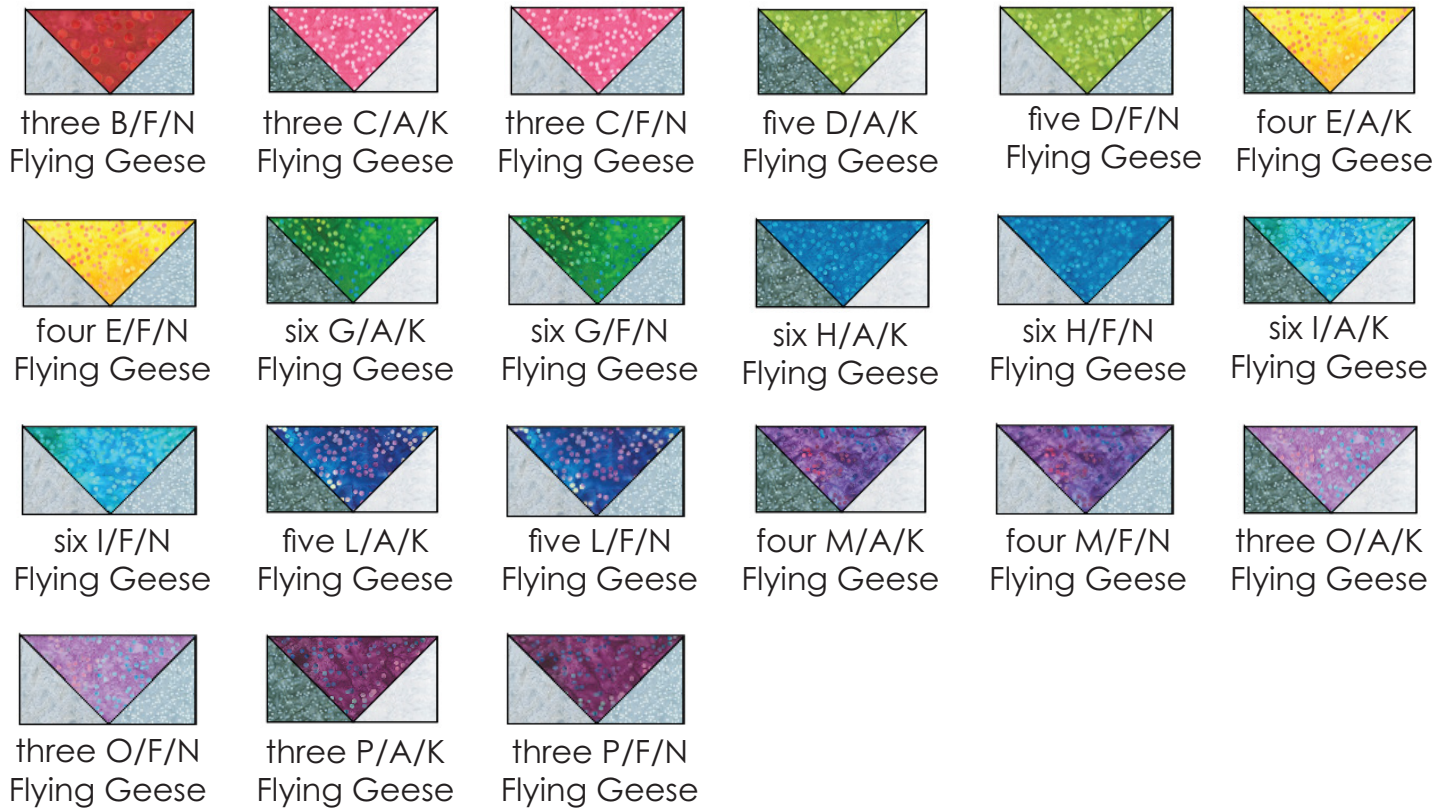 three B/F/N
Flying Geese
three C/A/K
Flying Geese
three C/F/N
Flying Geese
five D/A/K
Flying Geese
five D/F/N
Flying Geese
four E/A/K
Flying Geese
four E/F/N
Flying Geese
six G/A/K
Flying Geese
six G/F/N
Flying Geese
six H/A/K
Flying Geese
six H/F/N
Flying Geese
six I/A/K
Flying Geese
six I/F/N
Flying Geese
five L/A/K
Flying Geese
five L/F/N
Flying Geese
four M/A/K
Flying Geese
four M/F/N
Flying Geese
three O/A/K
Flying Geese
three O/F/N
Flying Geese
three P/A/K
Flying Geese
three P/F/N
Flying Geese